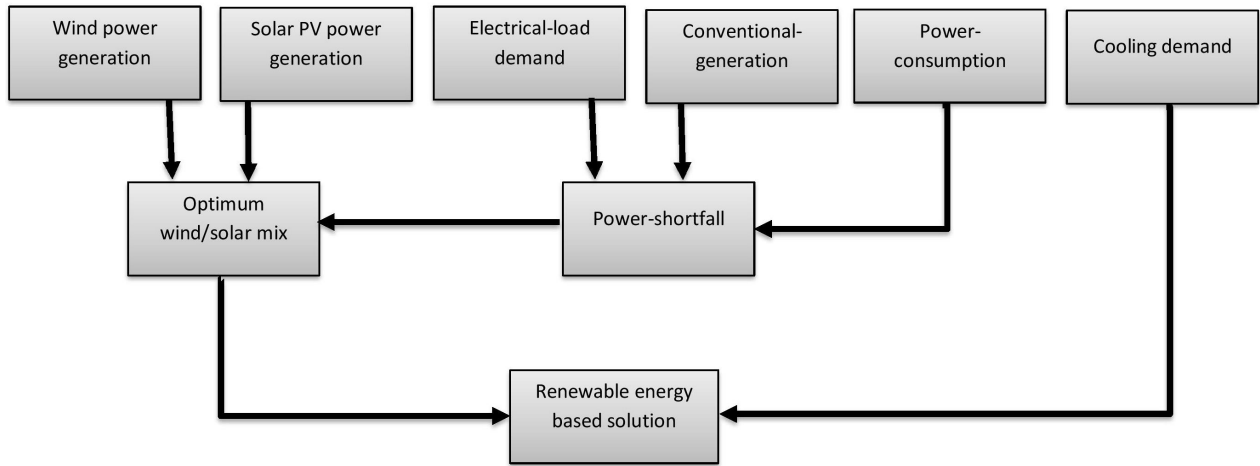 Wind power
generation
Solar PV power
generation
Electrical-load
demand
Conventional-
generation
Power-
consumption
Cooling demand
Optimum
wind/solar mix
Power-shortfall
Renewable energy
based solution